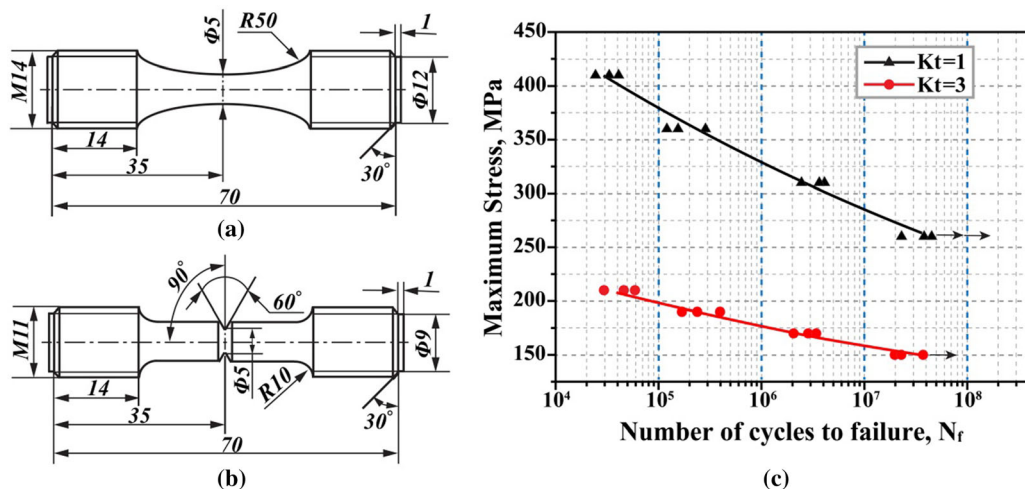 M14
Φ5
R50
1
Φ12
14
35
70
30°
(a)
90°
60°
1
M11
Φ5
R10
Φ9
14
35
70
30°
(b)
(c)
Maximum Stress, MPa
450
400
350
300
250
200
150
Kt=1
Kt=3
10⁴ 10⁵ 10⁶ 10⁷ 10⁸
Number of cycles to failure, N_f
(c)